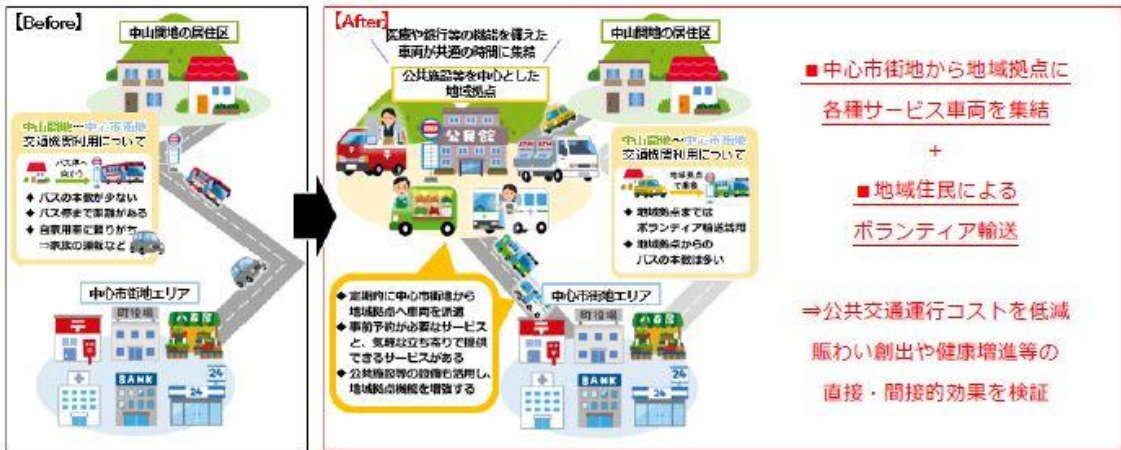 【Before】
中山間地の居住区
中山間地～中心市街地
交通機関利用について
バス停へ
向かう
◆ バスの本数が少ない
◆ バス停まで距離がある
◆ 自家用車に頼りがち
⇒家族の運転など
中心市街地エリア
町役場
八百屋
BANK
24
24
【After】
医療や銀行等の機能を備えた
車両が共通の時間に集結
公共施設等を中心とした
地域拠点
公民館
ATM
ATM
中山間地の居住区
中山間地～中心市街地
交通機関利用について
地域拠点
で乗換
◆ 地域拠点までは
ボランティア輸送活用
◆ 地域拠点からの
バスの本数は多い
◆ 定期的に中心市街地から
地域拠点へ車両を派遣
◆ 事前予約が必要なサービス
と、気軽な立ち寄りで提供
できるサービスがある
◆ 公共施設等の設備も活用し、
地域拠点機能を増強する
中心市街地エリア
町役場
八百屋
BANK
24
24
■中心市街地から地域拠点に
各種サービス車両を集結
+
■地域住民による
ボランティア輸送
⇒公共交通運行コストを低減
賑わい創出や健康増進等の
直接・間接的効果を検証